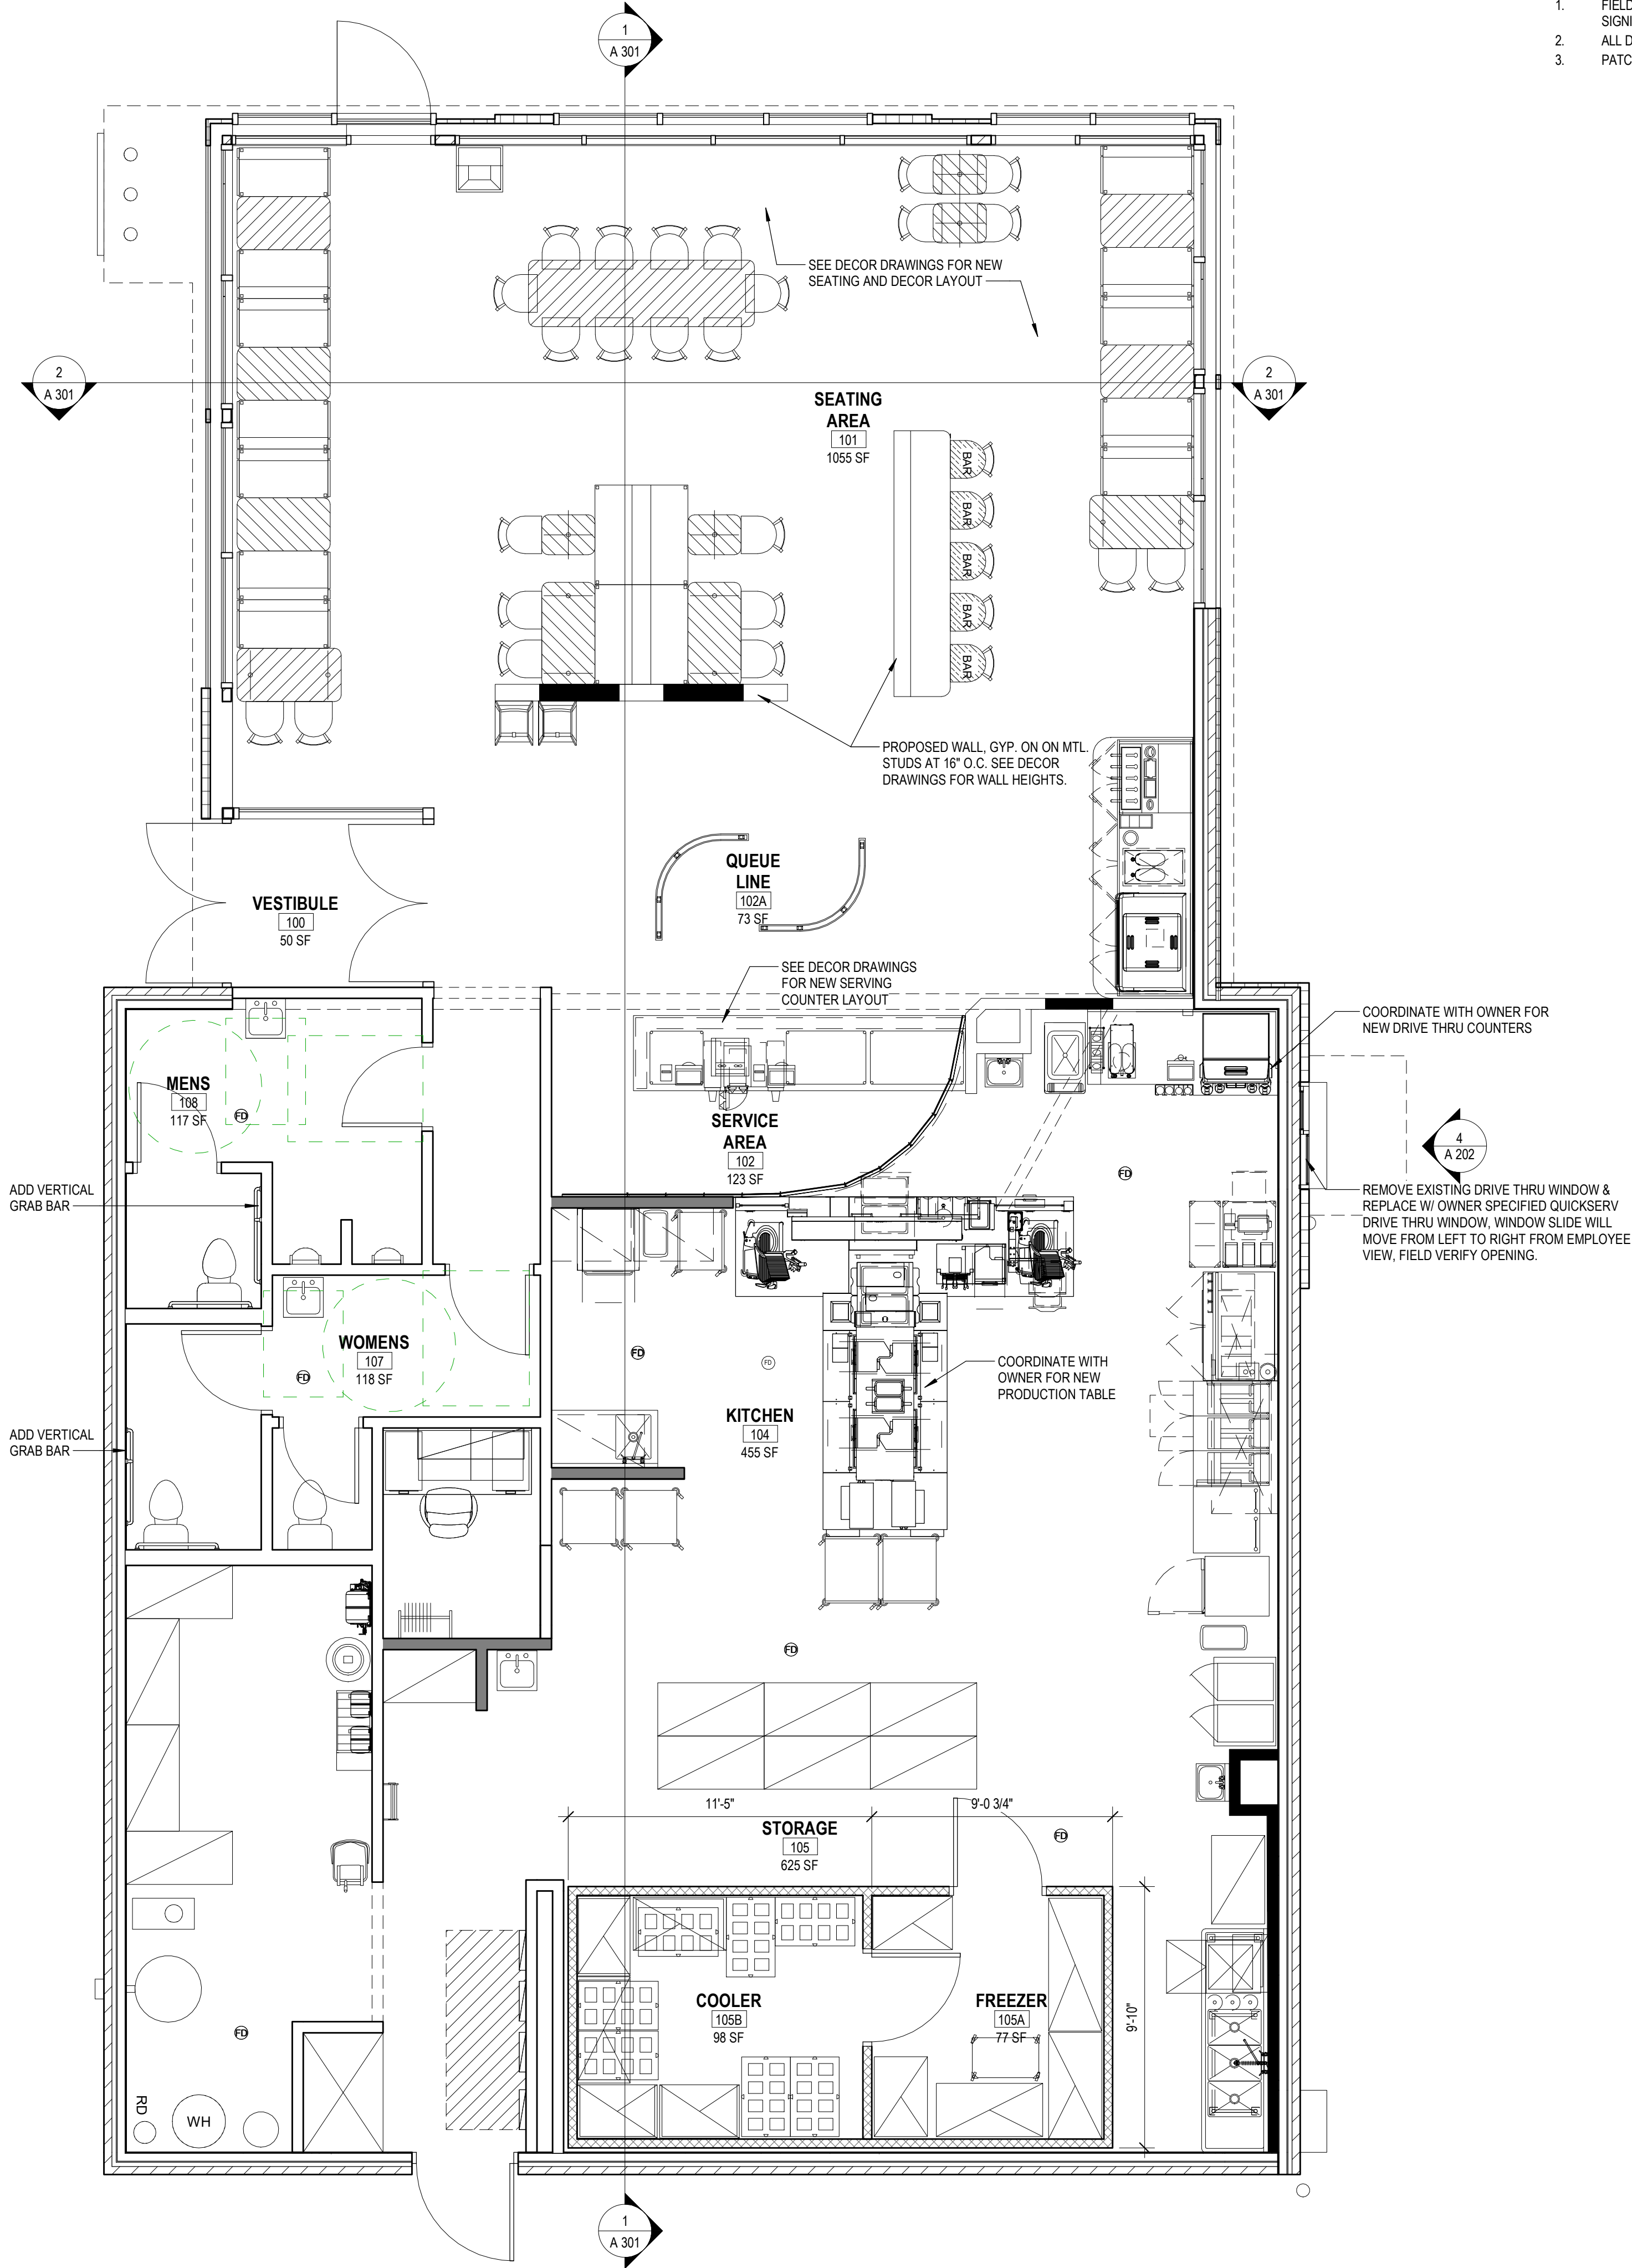 1. FIELD
SIGNI
2. ALL D
3. PATC
1
A 301
SEE DECOR DRAWINGS FOR NEW
SEATING AND DECOR LAYOUT
2
A 301
2
A 301
SEATING
AREA
101
1055 SF
BAR
BAR
BAR
BAR
BAR
PROPOSED WALL, GYP. ON ON MTL.
STUDS AT 16" O.C. SEE DECOR
DRAWINGS FOR WALL HEIGHTS.
QUEUE
LINE
102A
73 SF
VESTIBULE
100
50 SF
SEE DECOR DRAWINGS
FOR NEW SERVING
COUNTER LAYOUT
COORDINATE WITH OWNER FOR
NEW DRIVE THRU COUNTERS
MENS
108
117 SF
FD
SERVICE
AREA
102
123 SF
FD
4
A 202
ADD VERTICAL
GRAB BAR
REMOVE EXISTING DRIVE THRU WINDOW &
REPLACE W/ OWNER SPECIFIED QUICKSERV
DRIVE THRU WINDOW, WINDOW SLIDE WILL
MOVE FROM LEFT TO RIGHT FROM EMPLOYEE
VIEW, FIELD VERIFY OPENING.
WOMENS
107
118 SF
FD
FD
FD
COORDINATE WITH
OWNER FOR NEW
PRODUCTION TABLE
KITCHEN
104
455 SF
ADD VERTICAL
GRAB BAR
FD
11'-5"
9'-0 3/4"
STORAGE
105
625 SF
FD
COOLER
105B
98 SF
FREEZER
105A
77 SF
9'-10"
FD
RD
WH
1
A 301